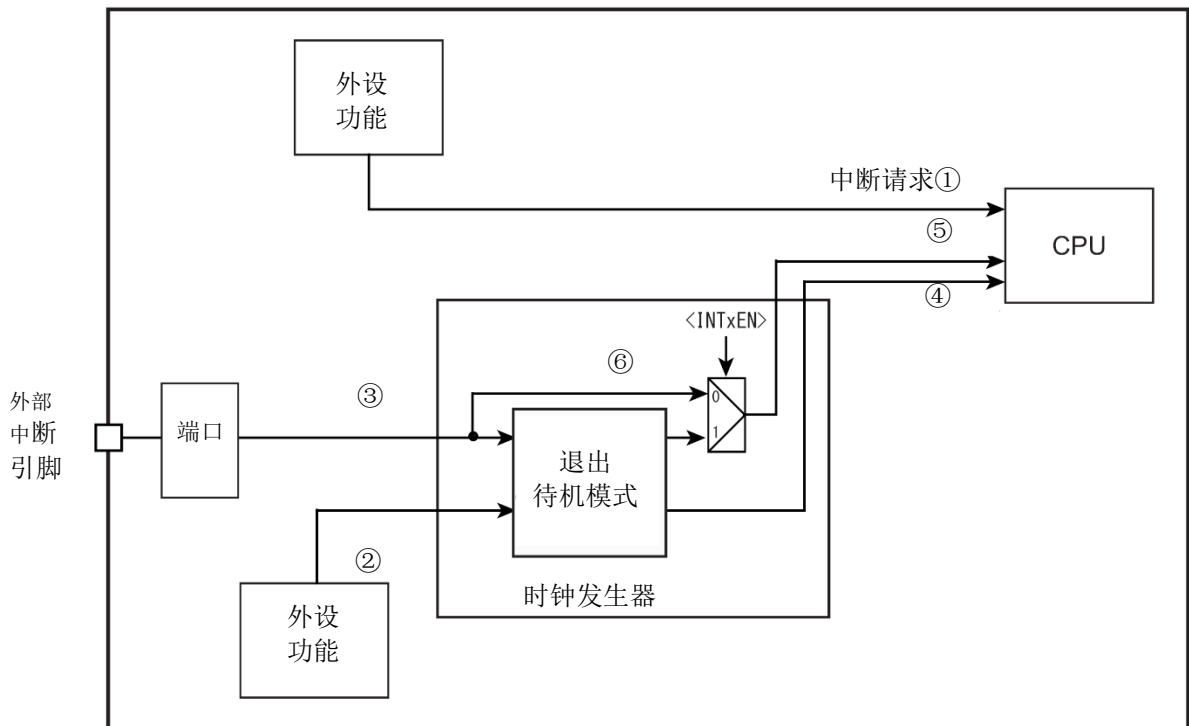 外设
功能
中断请求①
⑤
CPU
④
<INTxEN>
⑥
0
③
外部
中断
引脚
端口
1
退出
待机模式
②
时钟发生器
外设
功能